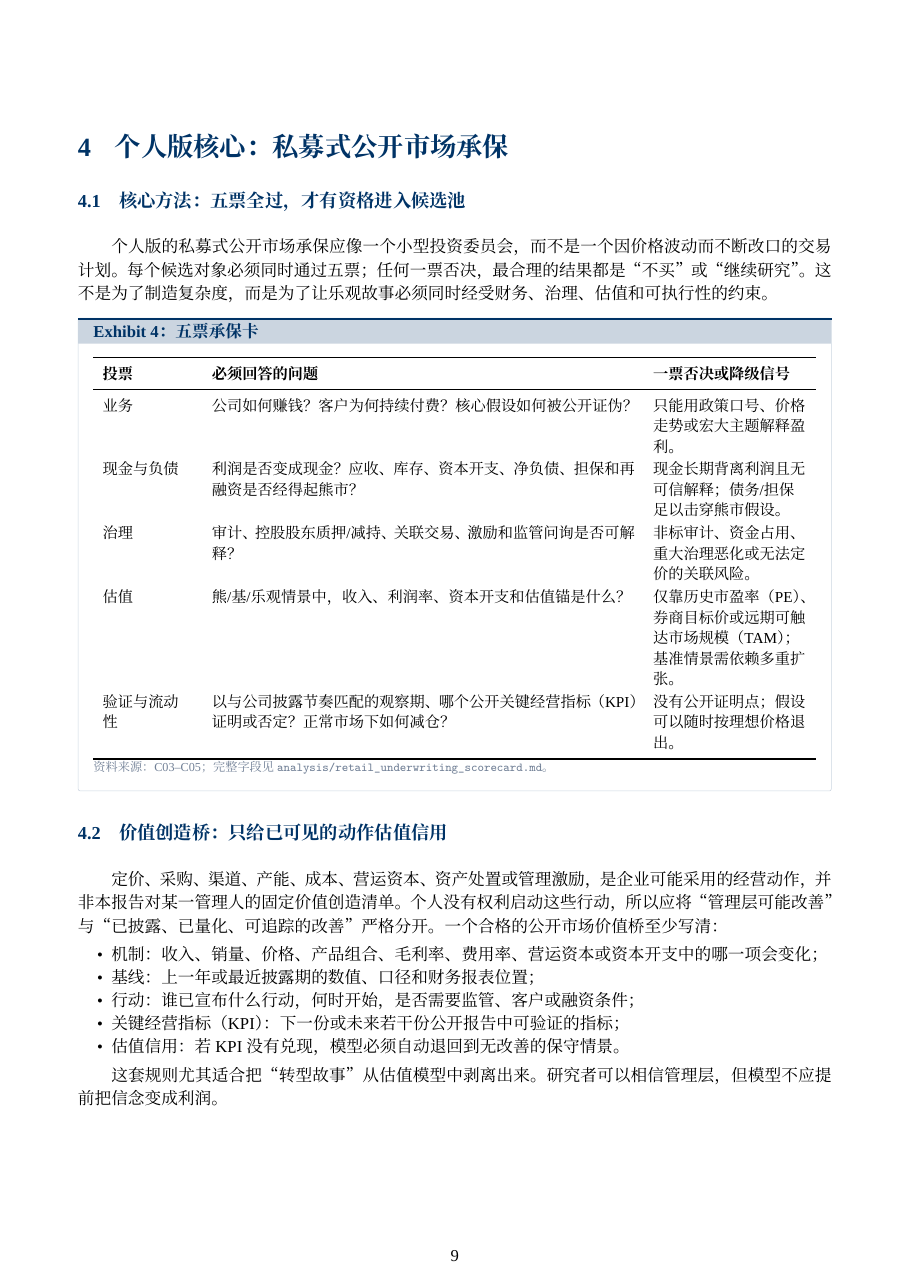 4 个人版核心：私募式公开市场承保
4.1 核心方法：五票全过，才有资格进入候选池
个人版的私募式公开市场承保应像一个小型投资委员会，而不是一个因价格波动而不断改口的交易
计划。每个候选对象必须同时通过五票；任何一票否决，最合理的结果都是“不买”或“继续研究”。这
不是为了制造复杂度，而是为了让乐观故事必须同时经受财务、治理、估值和可执行性的约束。
Exhibit 4：五票承保卡
投票 必须回答的问题 一票否决或降级信号
业务 公司如何赚钱？客户为何持续付费？核心假设如何被公开证伪？ 只能用政策口号、价格
走势或宏大主题解释盈
利。
现金与负债 利润是否变成现金？应收、库存、资本开支、净负债、担保和再 现金长期背离利润且无
融资是否经得起熊市？ 可信解释；债务/担保
足以击穿熊市假设。
治理 审计、控股股东质押/减持、关联交易、激励和监管问询是否可解 非标审计、资金占用、
释？ 重大治理恶化或无法定
价的关联风险。
估值 熊/基/乐观情景中，收入、利润率、资本开支和估值锚是什么？ 仅靠历史市盈率（PE）、
券商目标价或远期可触
达市场规模（TAM）；
基准情景需依赖多重扩
张。
验证与流动 以与公司披露节奏匹配的观察期、哪个公开关键经营指标（KPI） 没有公开证明点；假设
性 证明或否定？正常市场下如何减仓？ 可以随时按理想价格退
出。
资料来源：C03–C05；完整字段见 analysis/retail_underwriting_scorecard.md。
4.2 价值创造桥：只给已可见的动作估值信用
定价、采购、渠道、产能、成本、营运资本、资产处置或管理激励，是企业可能采用的经营动作，并
非本报告对某一管理人的固定价值创造清单。个人没有权利启动这些行动，所以应将“管理层可能改善”
与“已披露、已量化、可追踪的改善”严格分开。一个合格的公开市场价值桥至少写清：
• 机制：收入、销量、价格、产品组合、毛利率、费用率、营运资本或资本开支中的哪一项会变化；
• 基线：上一年或最近披露期的数值、口径和财务报表位置；
• 行动：谁已宣布什么行动，何时开始，是否需要监管、客户或融资条件；
• 关键经营指标（KPI）：下一份或未来若干份公开报告中可验证的指标；
• 估值信用：若 KPI 没有兑现，模型必须自动退回到无改善的保守情景。
这套规则尤其适合把“转型故事”从估值模型中剥离出来。研究者可以相信管理层，但模型不应提
前把信念变成利润。
9